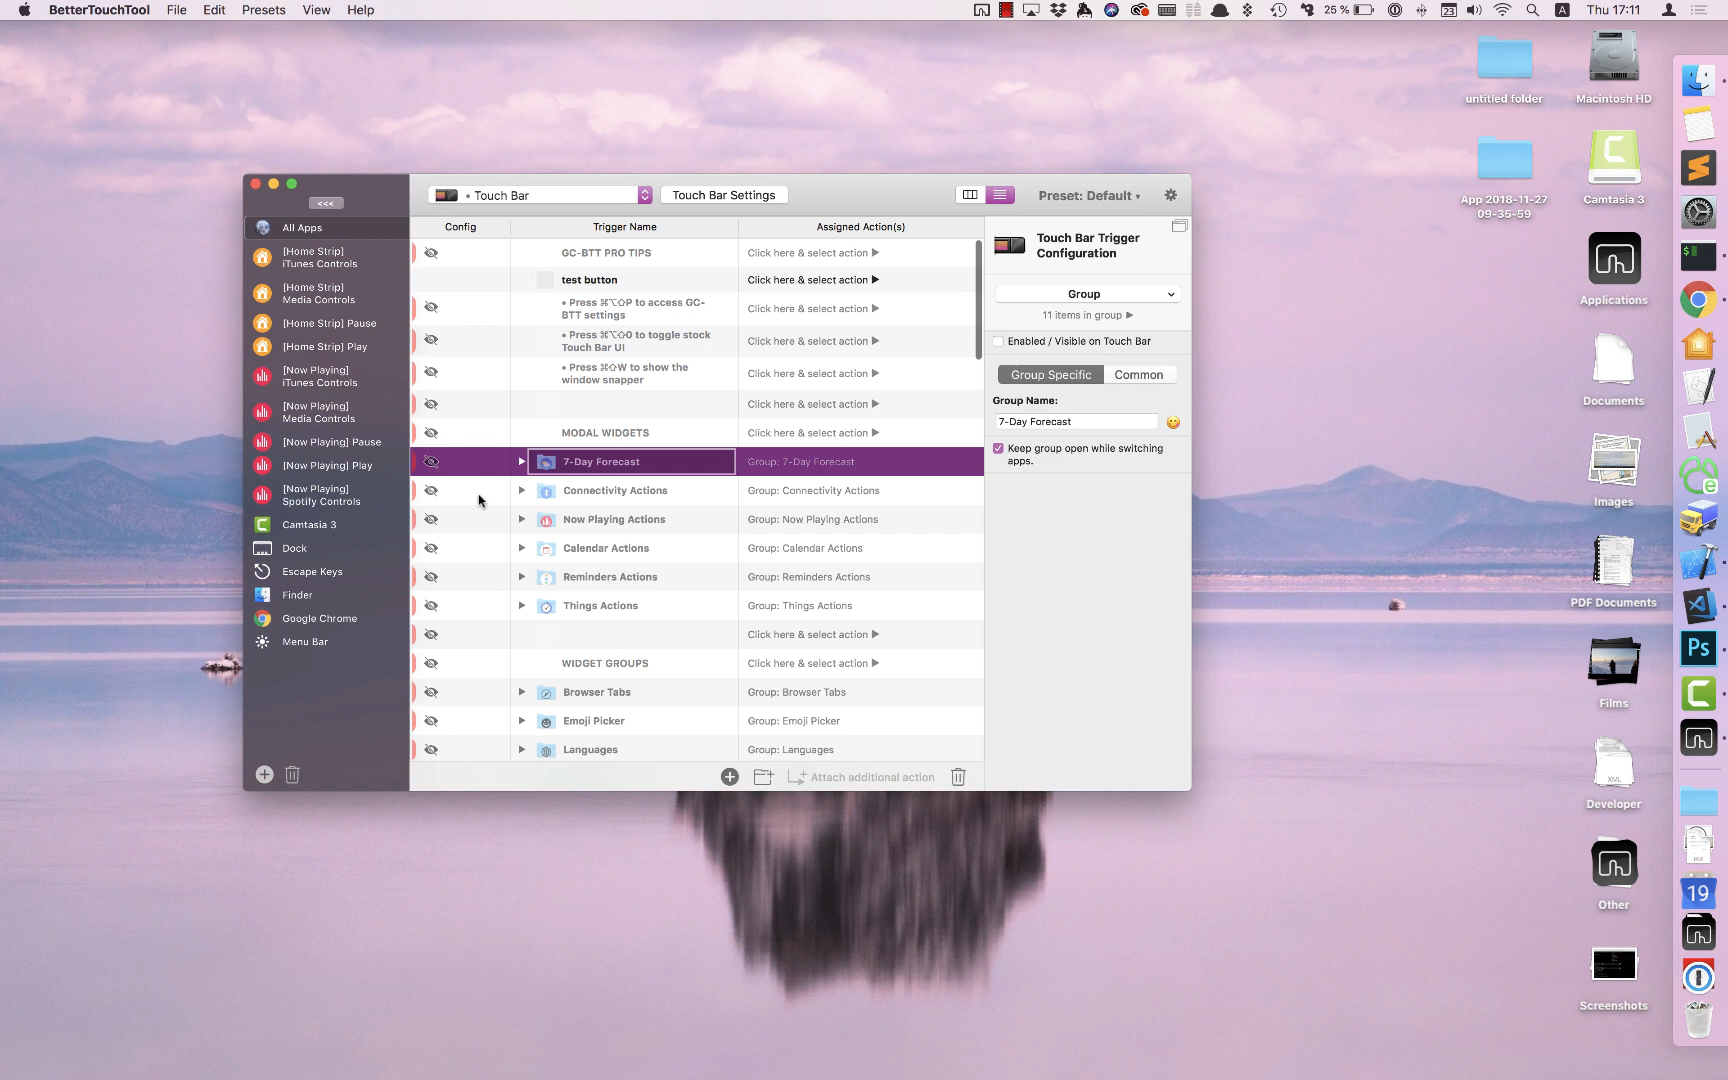 BetterTouchTool File Edit Presets View Help
25 % 23 A Thu 17:11
• Touch Bar
Touch Bar Settings
Preset: Default ▾
<<<
All Apps
[Home Strip]
iTunes Controls
[Home Strip]
Media Controls
[Home Strip] Pause
[Home Strip] Play
[Now Playing]
iTunes Controls
[Now Playing]
Media Controls
[Now Playing] Pause
[Now Playing] Play
[Now Playing]
Spotify Controls
Camtasia 3
Dock
Escape Keys
Finder
Google Chrome
Menu Bar
Config Trigger Name Assigned Action(s)
GC-BTT PRO TIPS Click here & select action ▶
test button Click here & select action ▶
• Press ⌘⌥⇧P to access GC-
BTT settings Click here & select action ▶
• Press ⌘⌥⇧0 to toggle stock
Touch Bar UI Click here & select action ▶
• Press ⌘⇧W to show the
window snapper Click here & select action ▶
Click here & select action ▶
MODAL WIDGETS Click here & select action ▶
7-Day Forecast Group: 7-Day Forecast
Connectivity Actions Group: Connectivity Actions
Now Playing Actions Group: Now Playing Actions
Calendar Actions Group: Calendar Actions
Reminders Actions Group: Reminders Actions
Things Actions Group: Things Actions
Click here & select action ▶
WIDGET GROUPS Click here & select action ▶
Browser Tabs Group: Browser Tabs
Emoji Picker Group: Emoji Picker
Languages Group: Languages
Attach additional action
Touch Bar Trigger
Configuration
Group
11 items in group ▶
Enabled / Visible on Touch Bar
Group Specific Common
Group Name:
7-Day Forecast
Keep group open while switching
apps.
untitled folder
App 2018-11-27
09-35-59
Macintosh HD
Camtasia 3
Applications
Documents
Images
PDF Documents
Films
XML
Developer
Other
Screenshots
Ps
PDF
19